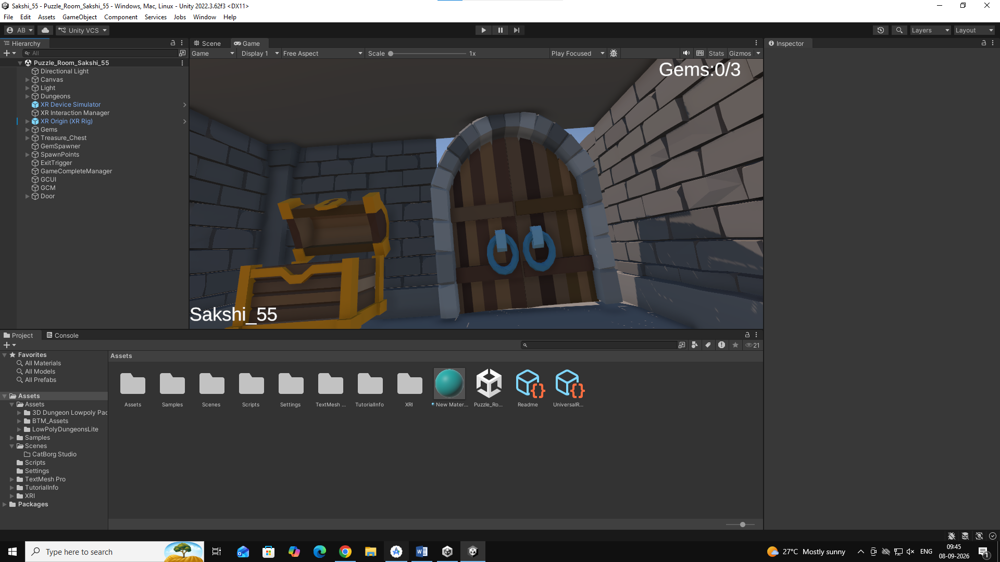 Sakshi_55 - Puzzle_Room_Sakshi_55 - Windows, Mac, Linux - Unity 2022.3.62f3 <DX11>
File Edit Assets GameObject Component Services Jobs Window Help
AB Unity VCS Layers Layout
Hierarchy
All
Puzzle_Room_Sakshi_55
Directional Light
Canvas
Light
Dungeons
XR Device Simulator
XR Interaction Manager
XR Origin (XR Rig)
Gems
Treasure_Chest
GemSpawner
SpawnPoints
ExitTrigger
GameCompleteManager
GCUI
GCM
Door
Scene Game
Game Display 1 Free Aspect Scale 1x Play Focused Stats Gizmos
Gems:0/3
Sakshi_55
Inspector
Project Console
21
Favorites
All Materials
All Models
All Prefabs
Assets
Assets
3D Dungeon Lowpoly Pac
BTM_Assets
LowPolyDungeonsLite
Samples
Scenes
CatBorg Studio
Scripts
Settings
TextMesh Pro
TutorialInfo
XRI
Packages
Assets
Assets Samples Scenes Scripts Settings TextMesh ... TutorialInfo XRI New Mater... Puzzle_Ro... Readme UniversalR...
Type here to search
27°C Mostly sunny
ENG
09:45
08-09-2026
1